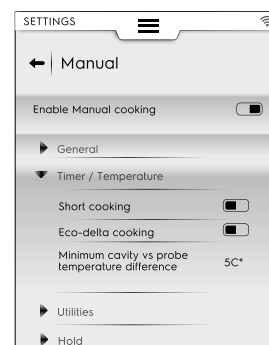 SETTINGS
Manual
Enable Manual cooking
General
Timer / Temperature
Short cooking
Eco-delta cooking
Minimum cavity vs probe
temperature difference
5C°
Utilities
Hold